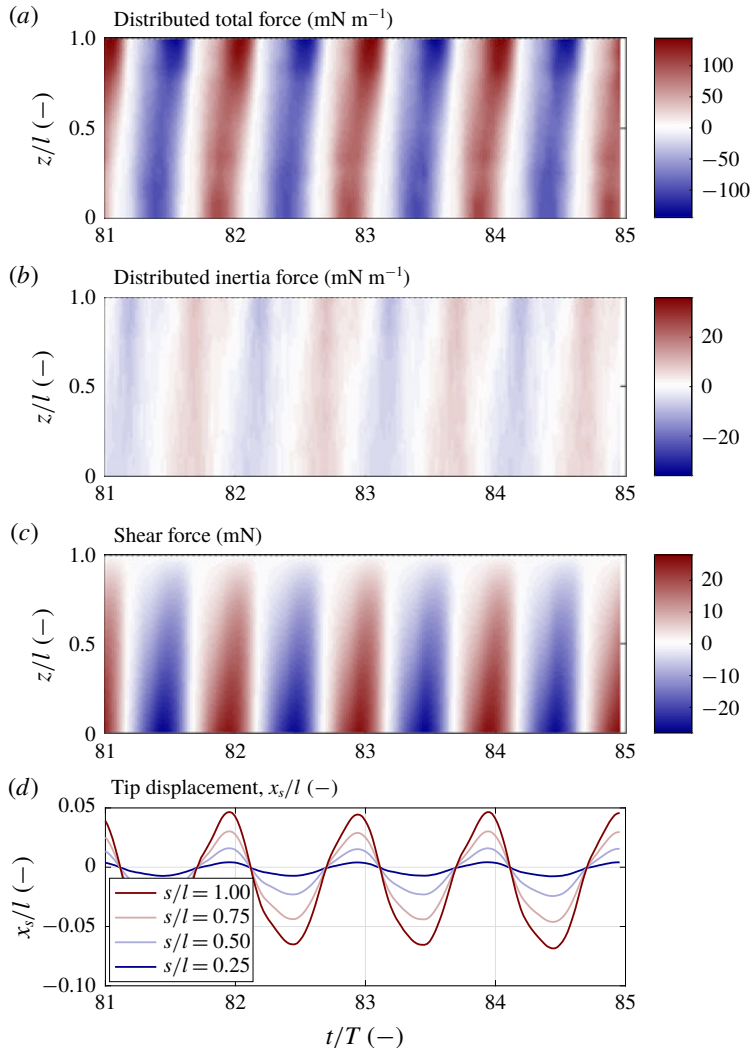 (a) Distributed total force (mN m⁻¹)
1.0
0.5
0
z/l (–)
81 82 83 84 85
100
50
0
−50
−100
(b) Distributed inertia force (mN m⁻¹)
1.0
0.5
0
z/l (–)
81 82 83 84 85
20
0
−20
(c) Shear force (mN)
1.0
0.5
0
z/l (–)
81 82 83 84 85
20
10
0
−10
−20
(d) Tip displacement, xₛ/l (–)
0.05
0
−0.05
−0.10
xₛ/l (–)
s/l = 1.00
s/l = 0.75
s/l = 0.50
s/l = 0.25
81 82 83 84 85
t/T (–)